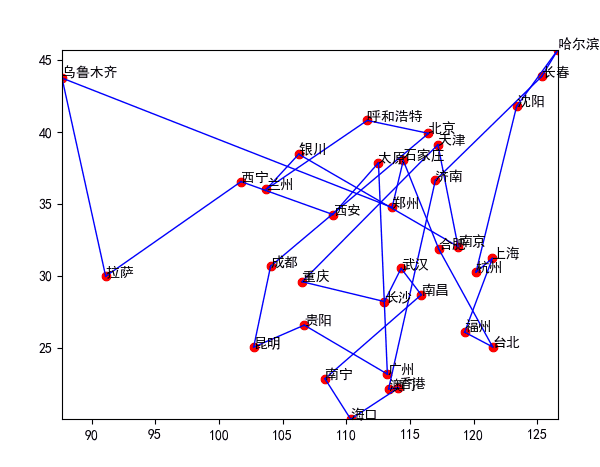 45
40
35
30
25
90
95
100
105
110
115
120
125
哈尔滨
乌鲁木齐
长春
沈阳
呼和浩特
北京
天津
银川
太原
石家庄
西宁
兰州
济南
西安
郑州
合肥
南京
上海
拉萨
成都
重庆
武汉
杭州
长沙
南昌
贵阳
昆明
福州
台北
南宁
广州
香港
海口